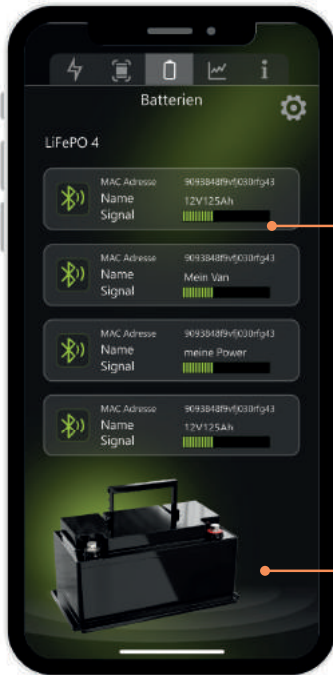 Batterien
LiFePO 4
MAC Adresse 9093848f9vfj030rfg43
Name 12V125Ah
Signal
MAC Adresse 9093848f9vfj030rfg43
Name Mein Van
Signal
MAC Adresse 9093848f9vfj030rfg43
Name meine Power
Signal
MAC Adresse 9093848f9vfj030rfg43
Name 12V125Ah
Signal